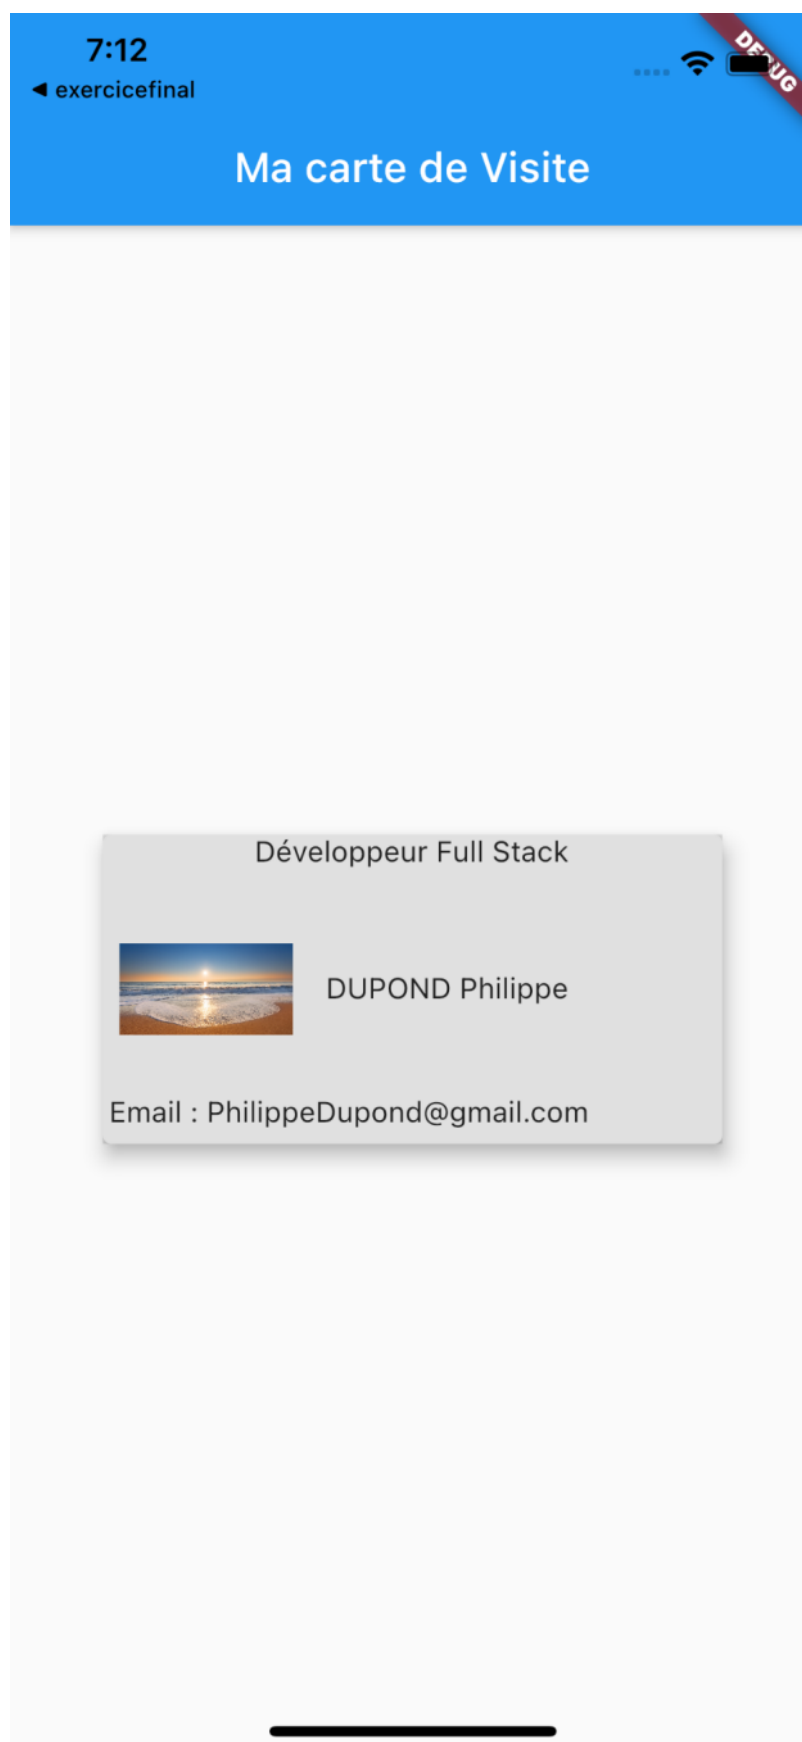 7:12
◀ exercicefinal
DEBUG
Ma carte de Visite
Développeur Full Stack
DUPOND Philippe
Email : PhilippeDupond@gmail.com